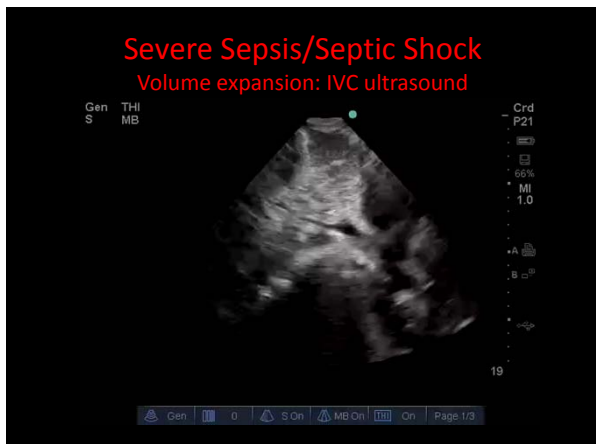 Severe Sepsis/Septic Shock
Volume expansion: IVC ultrasound
Gen THI
S MB
Crd
P21
66%
MI
1.0
A
B
19
Gen 0 S On MB On THI On Page 1/3